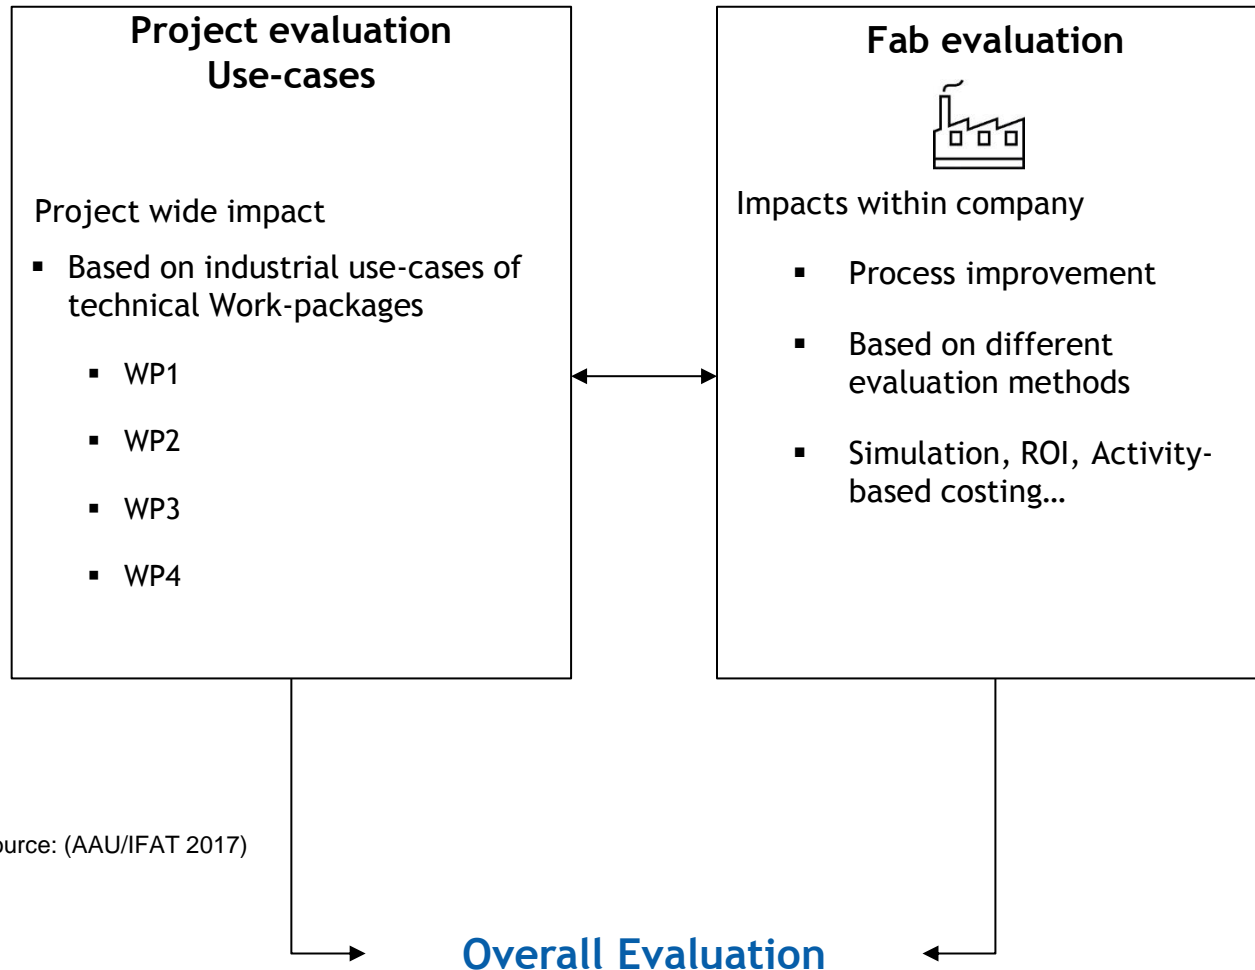 Project evaluation
Use-cases
Project wide impact
▪ Based on industrial use-cases of
technical Work-packages
▪ WP1
▪ WP2
▪ WP3
▪ WP4
Fab evaluation
Impacts within company
▪ Process improvement
▪ Based on different
evaluation methods
▪ Simulation, ROI, Activity-
based costing…
ource: (AAU/IFAT 2017)
Overall Evaluation